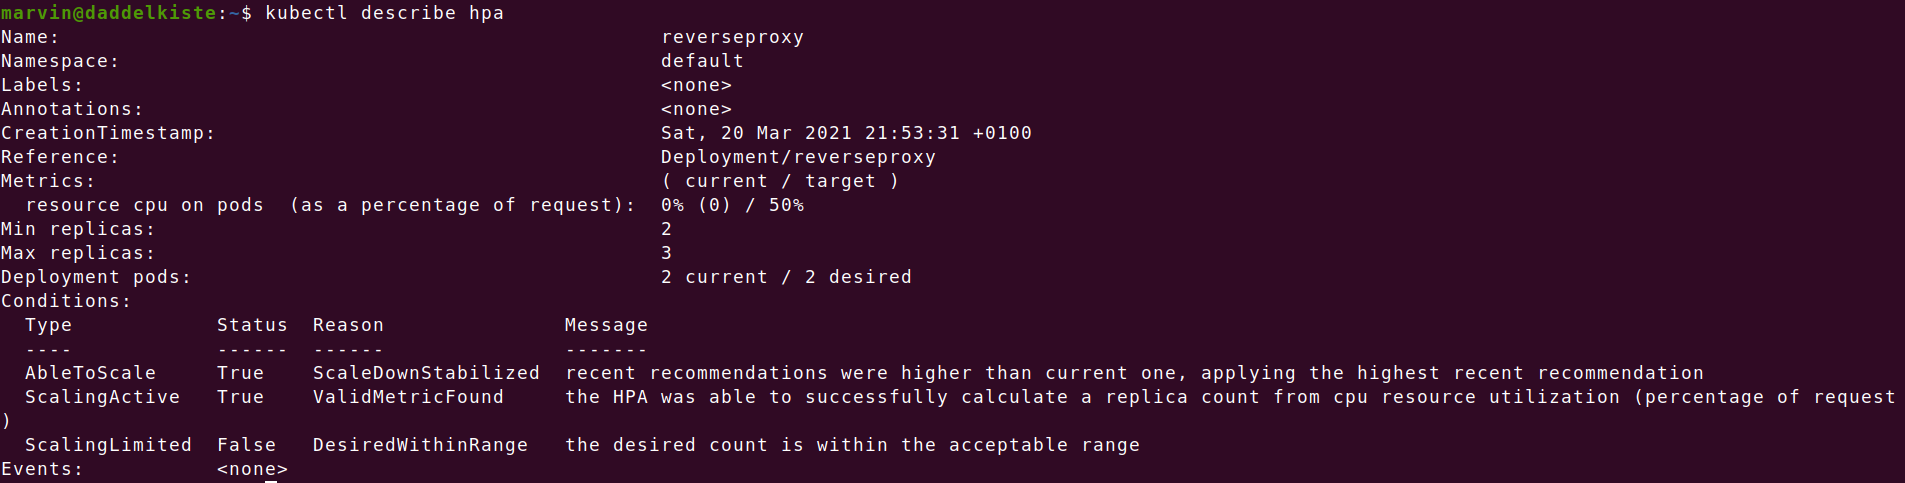 marvin@daddelkiste:~$ kubectl describe hpa
Name:                                                  reverseproxy
Namespace:                                             default
Labels:                                                <none>
Annotations:                                           <none>
CreationTimestamp:                                     Sat, 20 Mar 2021 21:53:31 +0100
Reference:                                             Deployment/reverseproxy
Metrics:                                               ( current / target )
  resource cpu on pods  (as a percentage of request):  0% (0) / 50%
Min replicas:                                          2
Max replicas:                                          3
Deployment pods:                                       2 current / 2 desired
Conditions:
  Type            Status  Reason               Message
  ----            ------  ------               -------
  AbleToScale     True    ScaleDownStabilized  recent recommendations were higher than current one, applying the highest recent recommendation
  ScalingActive   True    ValidMetricFound     the HPA was able to successfully calculate a replica count from cpu resource utilization (percentage of request
)
  ScalingLimited  False   DesiredWithinRange   the desired count is within the acceptable range
Events:           <none>